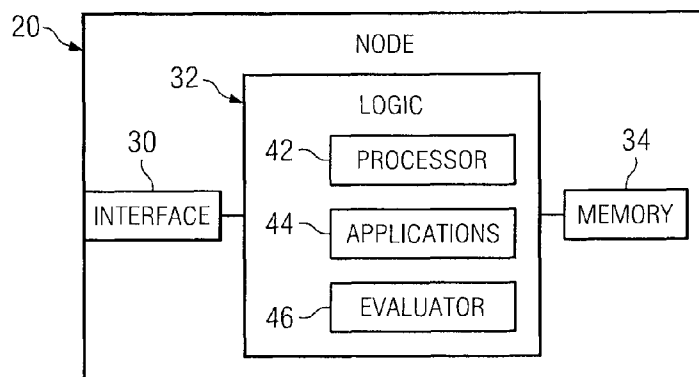 20
NODE
32
LOGIC
30
42
PROCESSOR
34
INTERFACE
44
APPLICATIONS
MEMORY
46
EVALUATOR